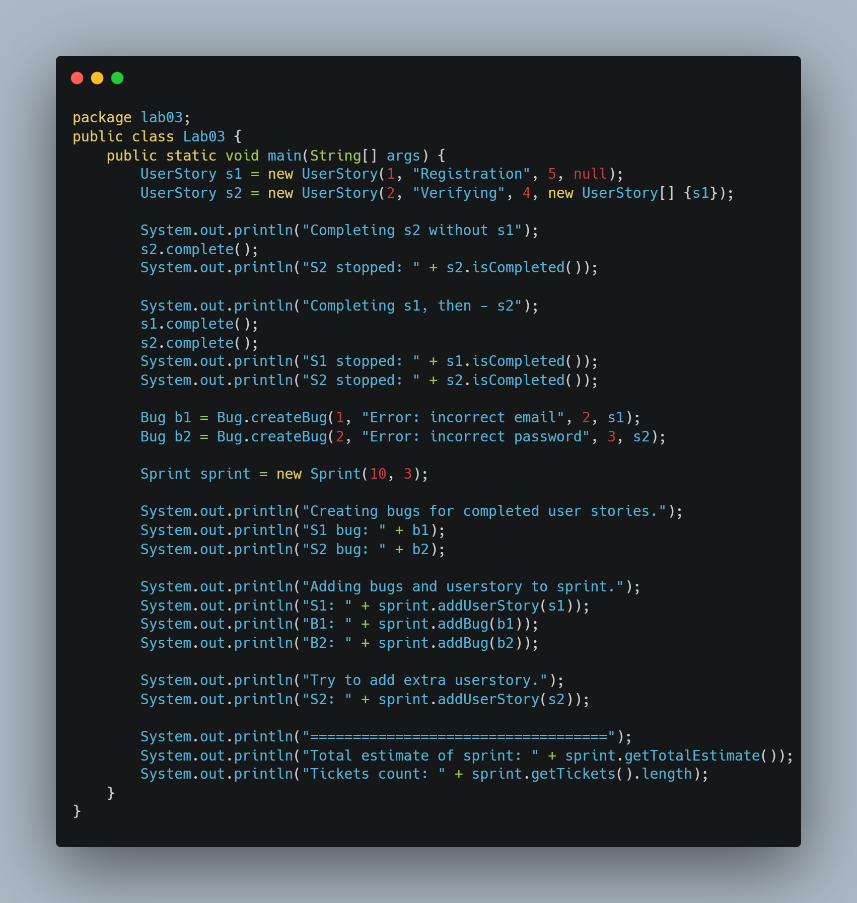 package lab03;
public class Lab03 {
    public static void main(String[] args) {
        UserStory s1 = new UserStory(1, "Registration", 5, null);
        UserStory s2 = new UserStory(2, "Verifying", 4, new UserStory[] {s1});

        System.out.println("Completing s2 without s1");
        s2.complete();
        System.out.println("S2 stopped: " + s2.isCompleted());

        System.out.println("Completing s1, then - s2");
        s1.complete();
        s2.complete();
        System.out.println("S1 stopped: " + s1.isCompleted());
        System.out.println("S2 stopped: " + s2.isCompleted());

        Bug b1 = Bug.createBug(1, "Error: incorrect email", 2, s1);
        Bug b2 = Bug.createBug(2, "Error: incorrect password", 3, s2);

        Sprint sprint = new Sprint(10, 3);

        System.out.println("Creating bugs for completed user stories.");
        System.out.println("S1 bug: " + b1);
        System.out.println("S2 bug: " + b2);

        System.out.println("Adding bugs and userstory to sprint.");
        System.out.println("S1: " + sprint.addUserStory(s1));
        System.out.println("B1: " + sprint.addBug(b1));
        System.out.println("B2: " + sprint.addBug(b2));

        System.out.println("Try to add extra userstory.");
        System.out.println("S2: " + sprint.addUserStory(s2));

        System.out.println("===================================");
        System.out.println("Total estimate of sprint: " + sprint.getTotalEstimate());
        System.out.println("Tickets count: " + sprint.getTickets().length);
    }
}